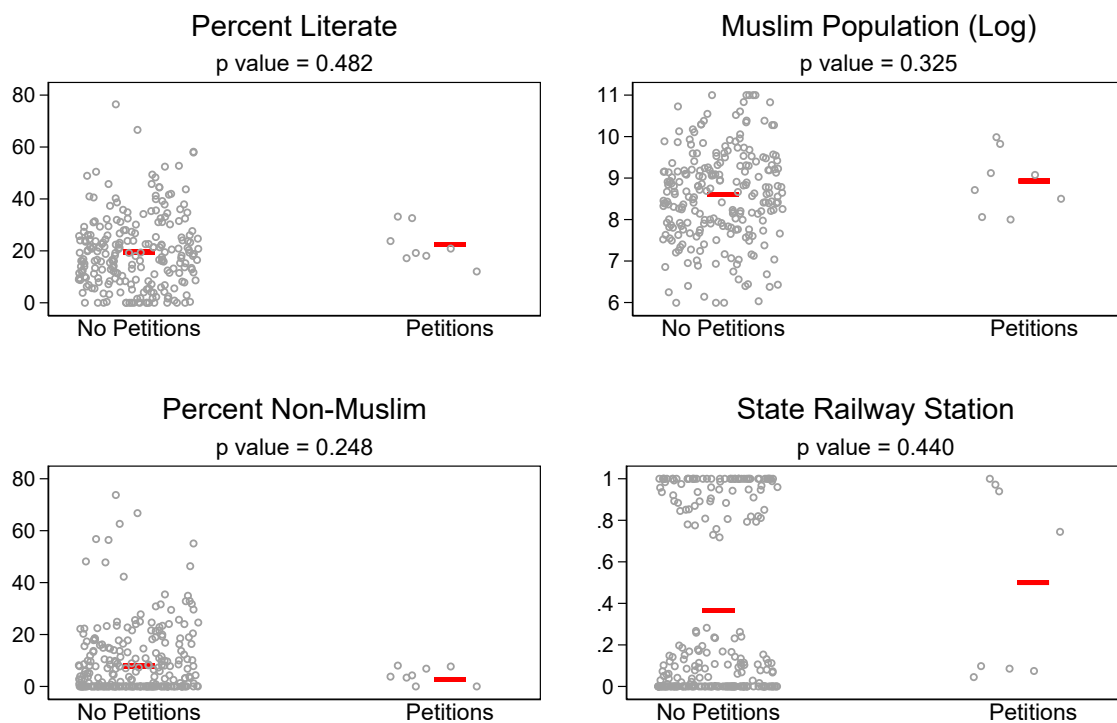 Percent Literate
p value = 0.482
80
60
40
20
0
No Petitions Petitions
Muslim Population (Log)
p value = 0.325
11
10
9
8
7
6
No Petitions Petitions
Percent Non-Muslim
p value = 0.248
80
60
40
20
0
No Petitions Petitions
State Railway Station
p value = 0.440
1
.8
.6
.4
.2
0
No Petitions Petitions